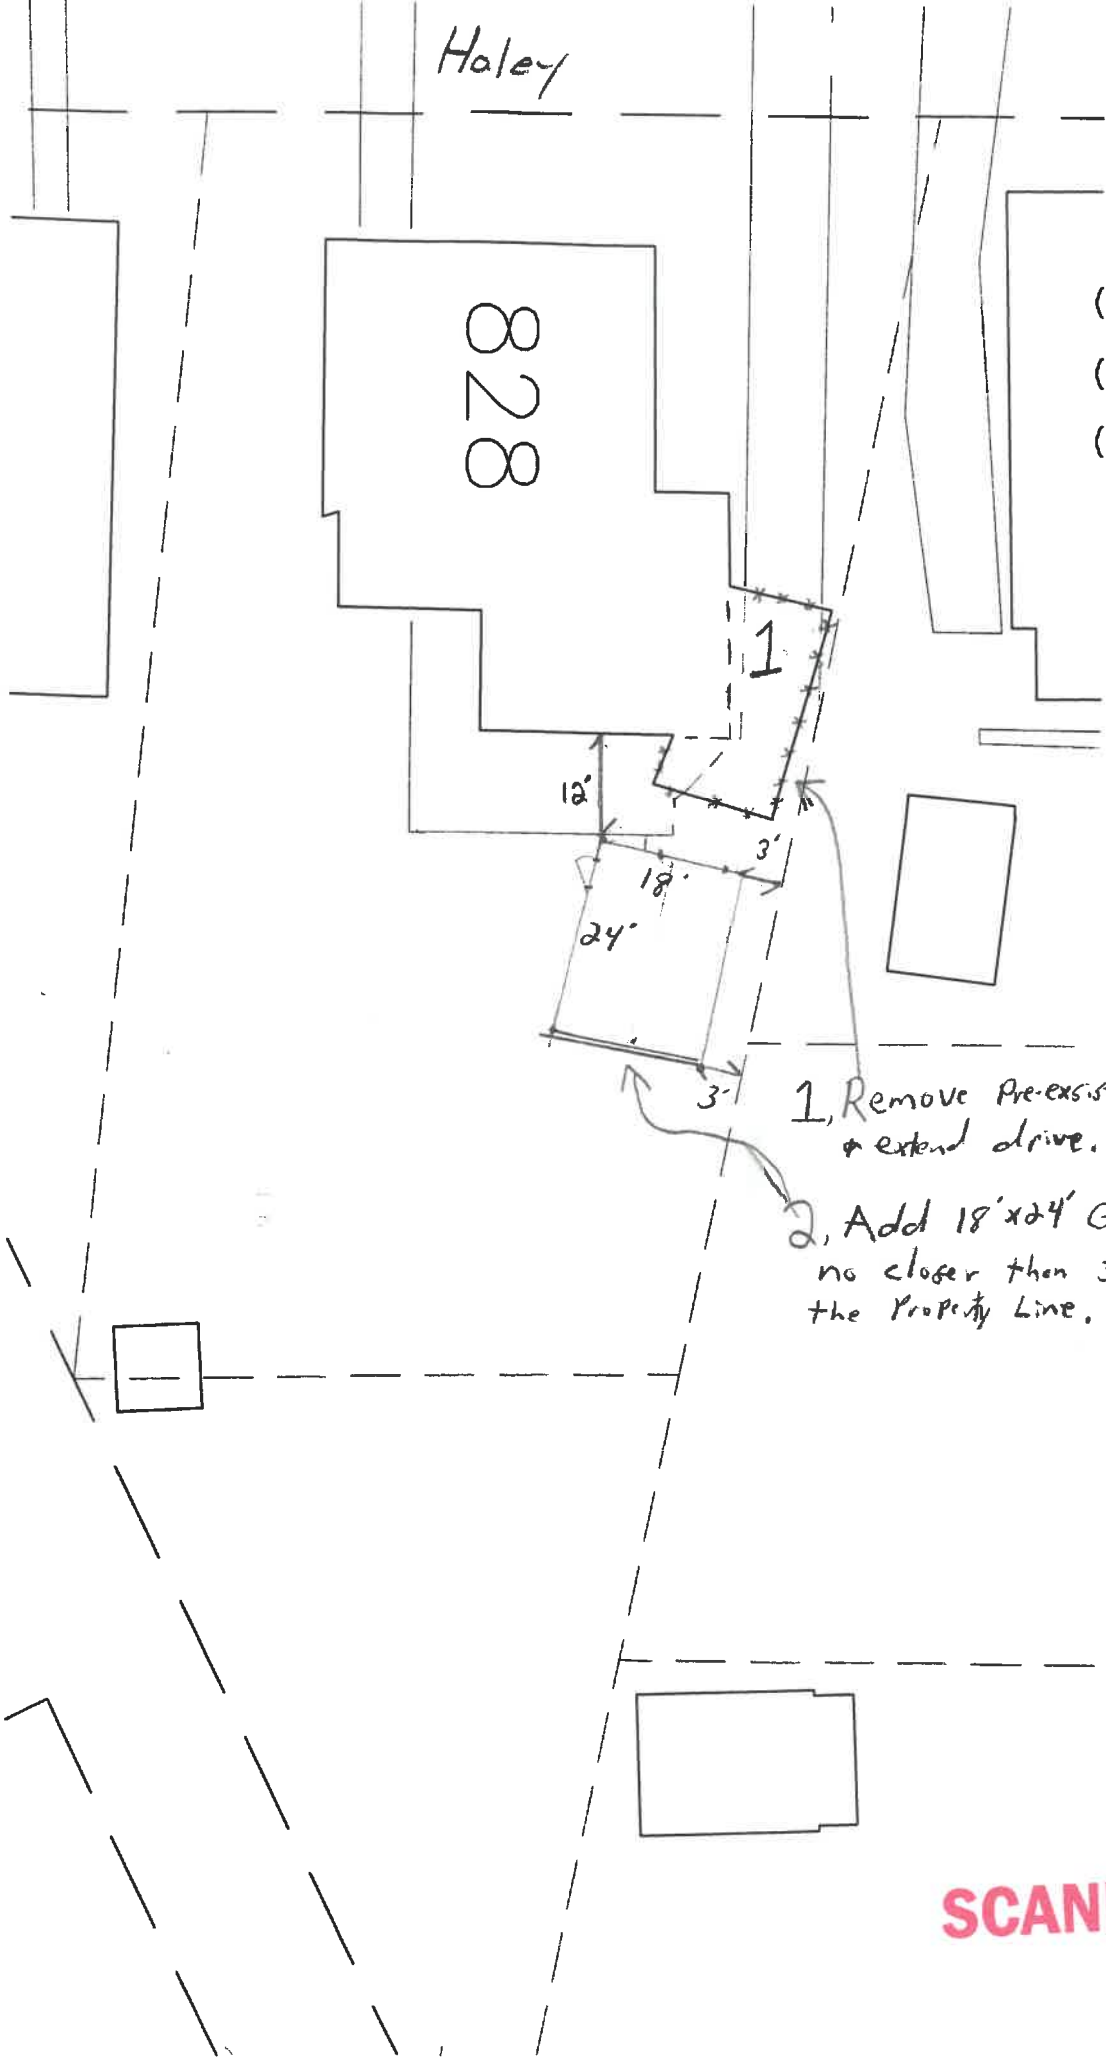 Haley
828
1
12'
3'
18'
24'
3'
1, Remove Pre-exsis
& extend drive.
2, Add 18'x24' G
no closer then 3
the Property Line.
SCAN